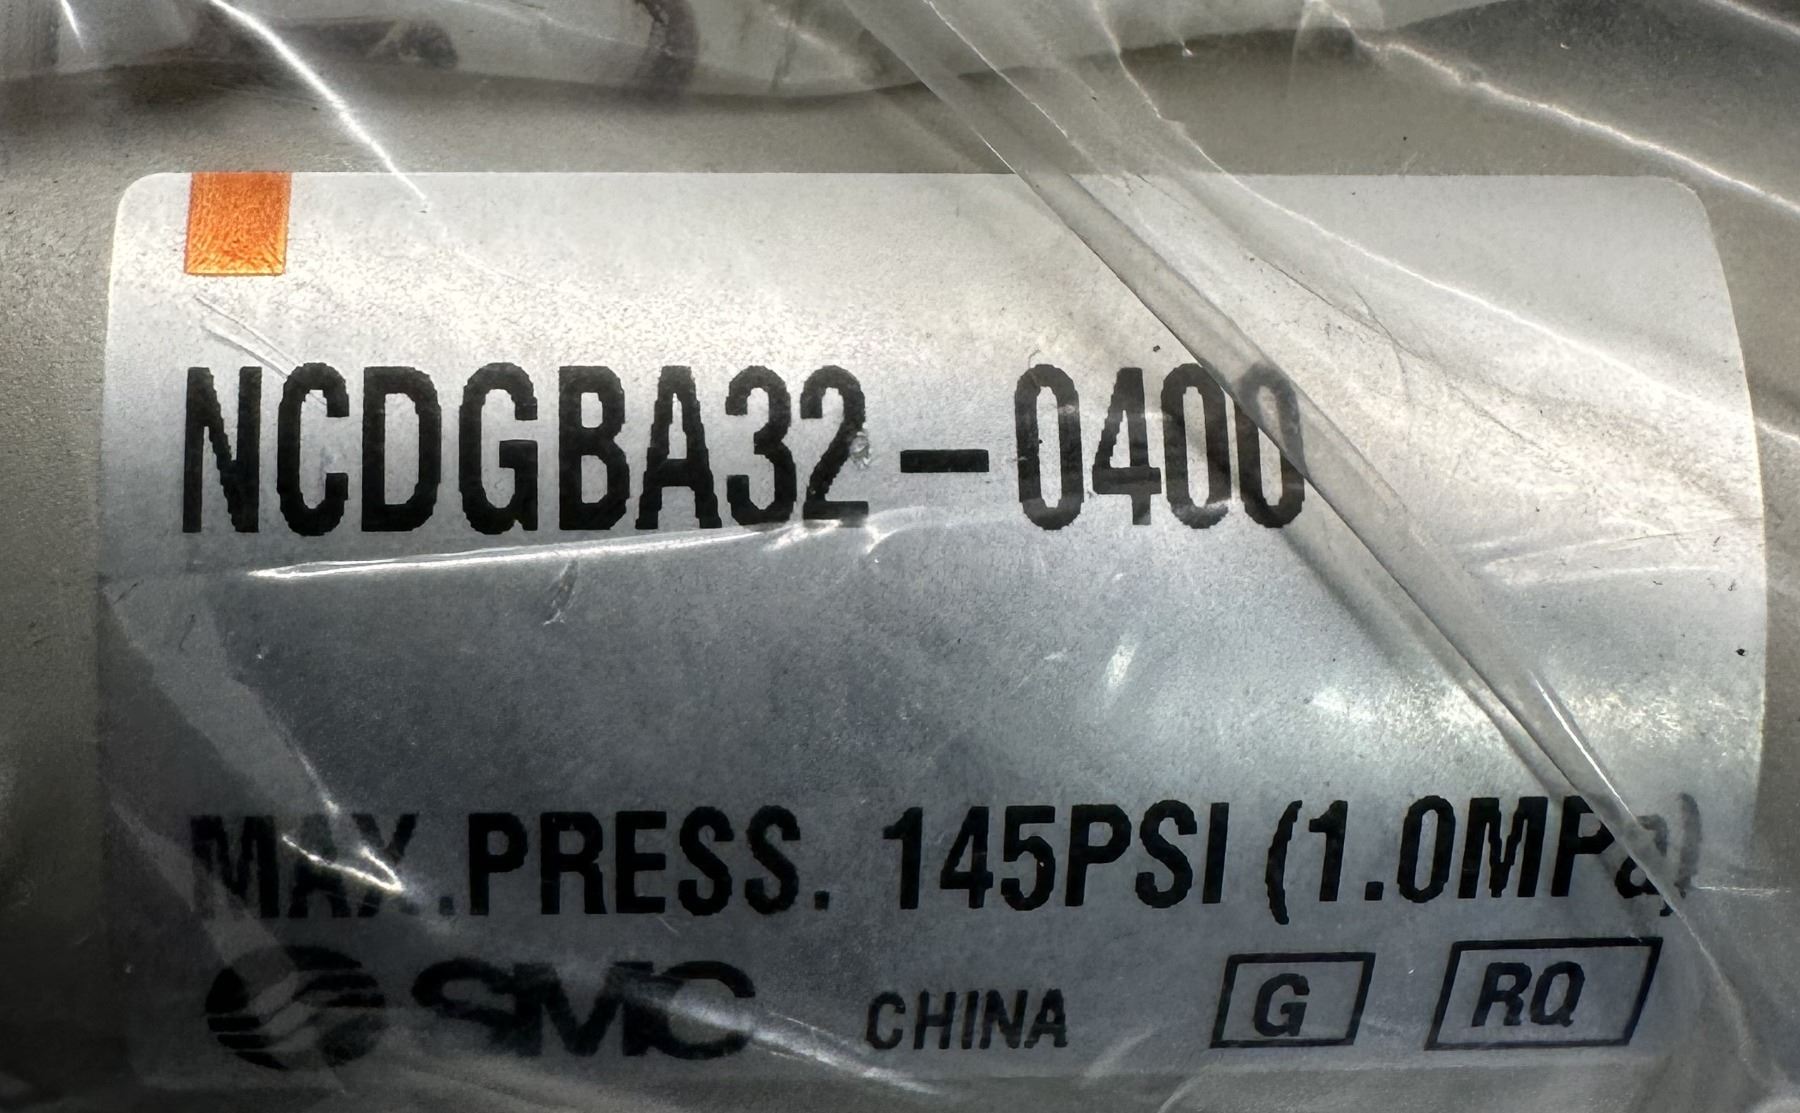 NCDGBA32-0400
MAX.PRESS. 145PSI (1.0MPa)
SMC CHINA G RQ